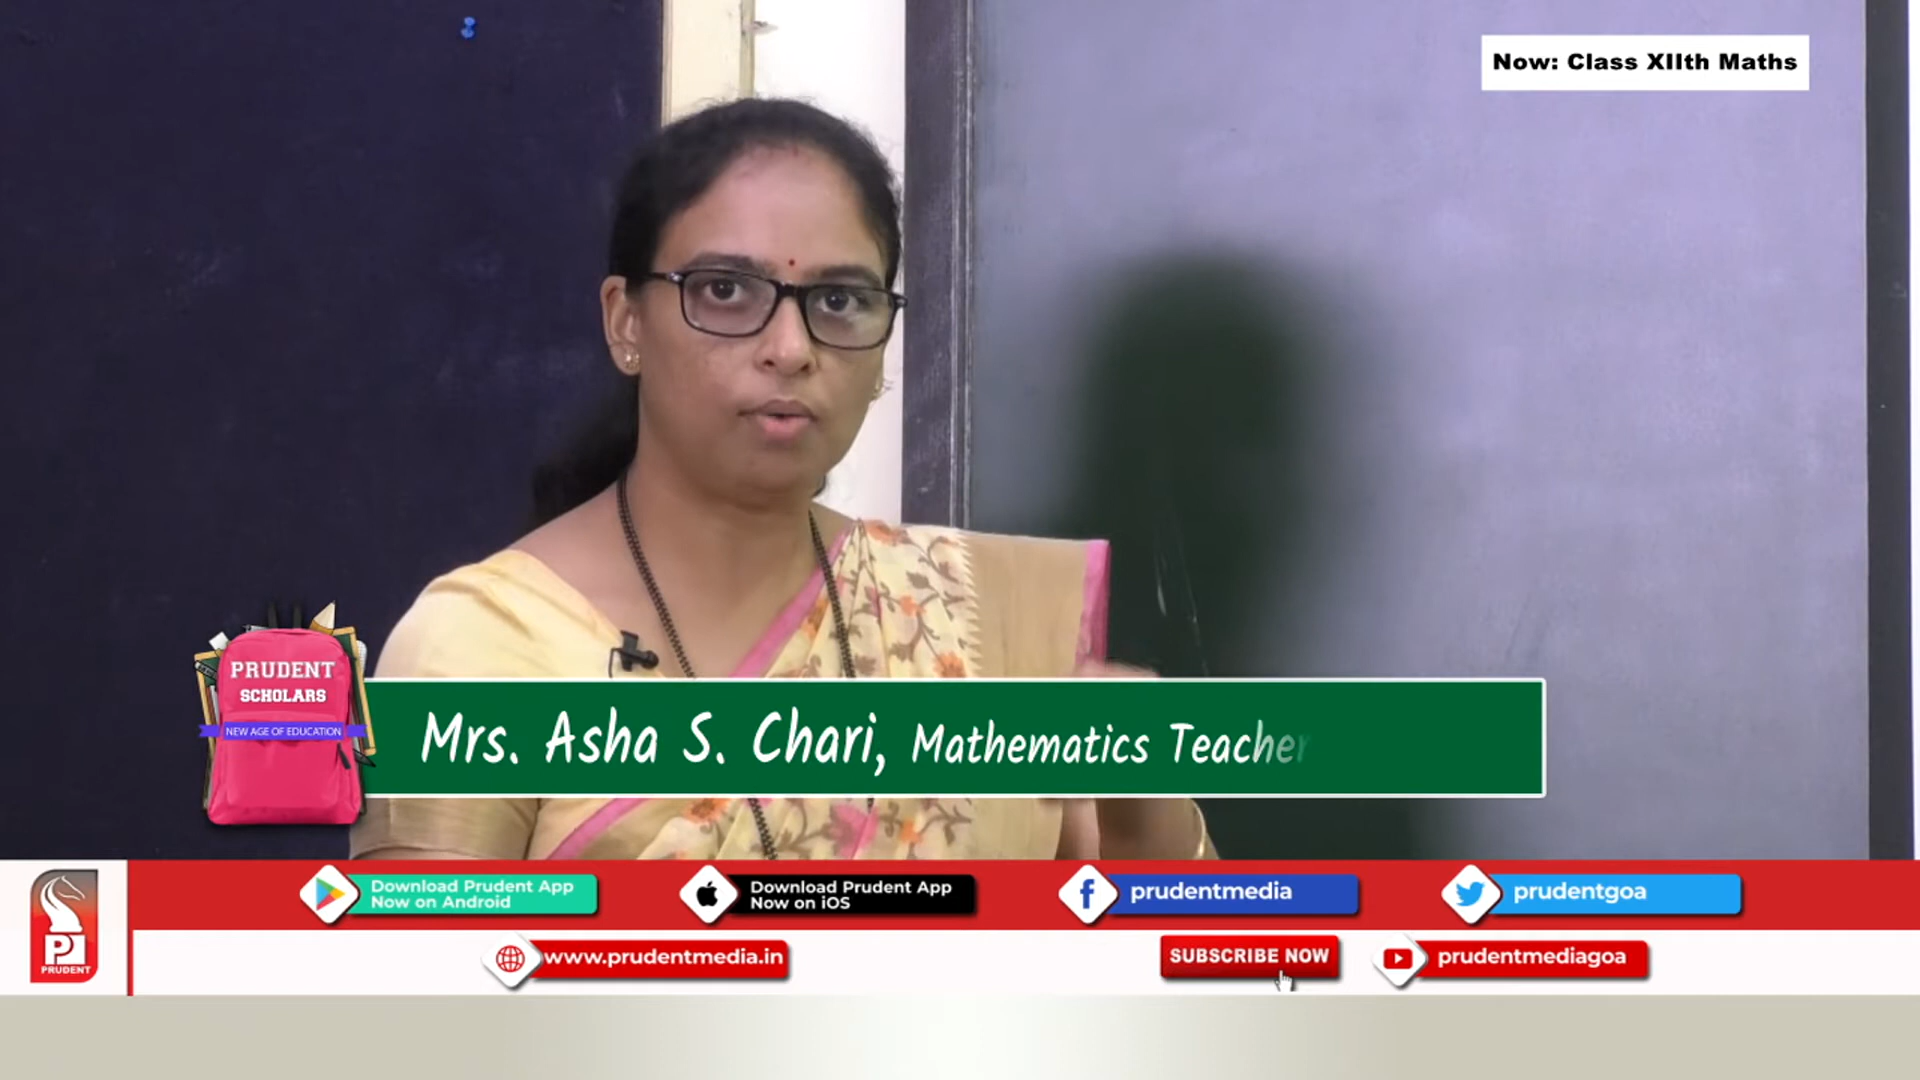 Now: Class XIIth Maths
PRUDENT
SCHOLARS
NEW AGE OF EDUCATION
Mrs. Asha S. Chari, Mathematics Teacher
Download Prudent App
Now on Android
Download Prudent App
Now on iOS
prudentmedia
prudentgoa
PRUDENT
www.prudentmedia.in
SUBSCRIBE NOW
prudentmediagoa